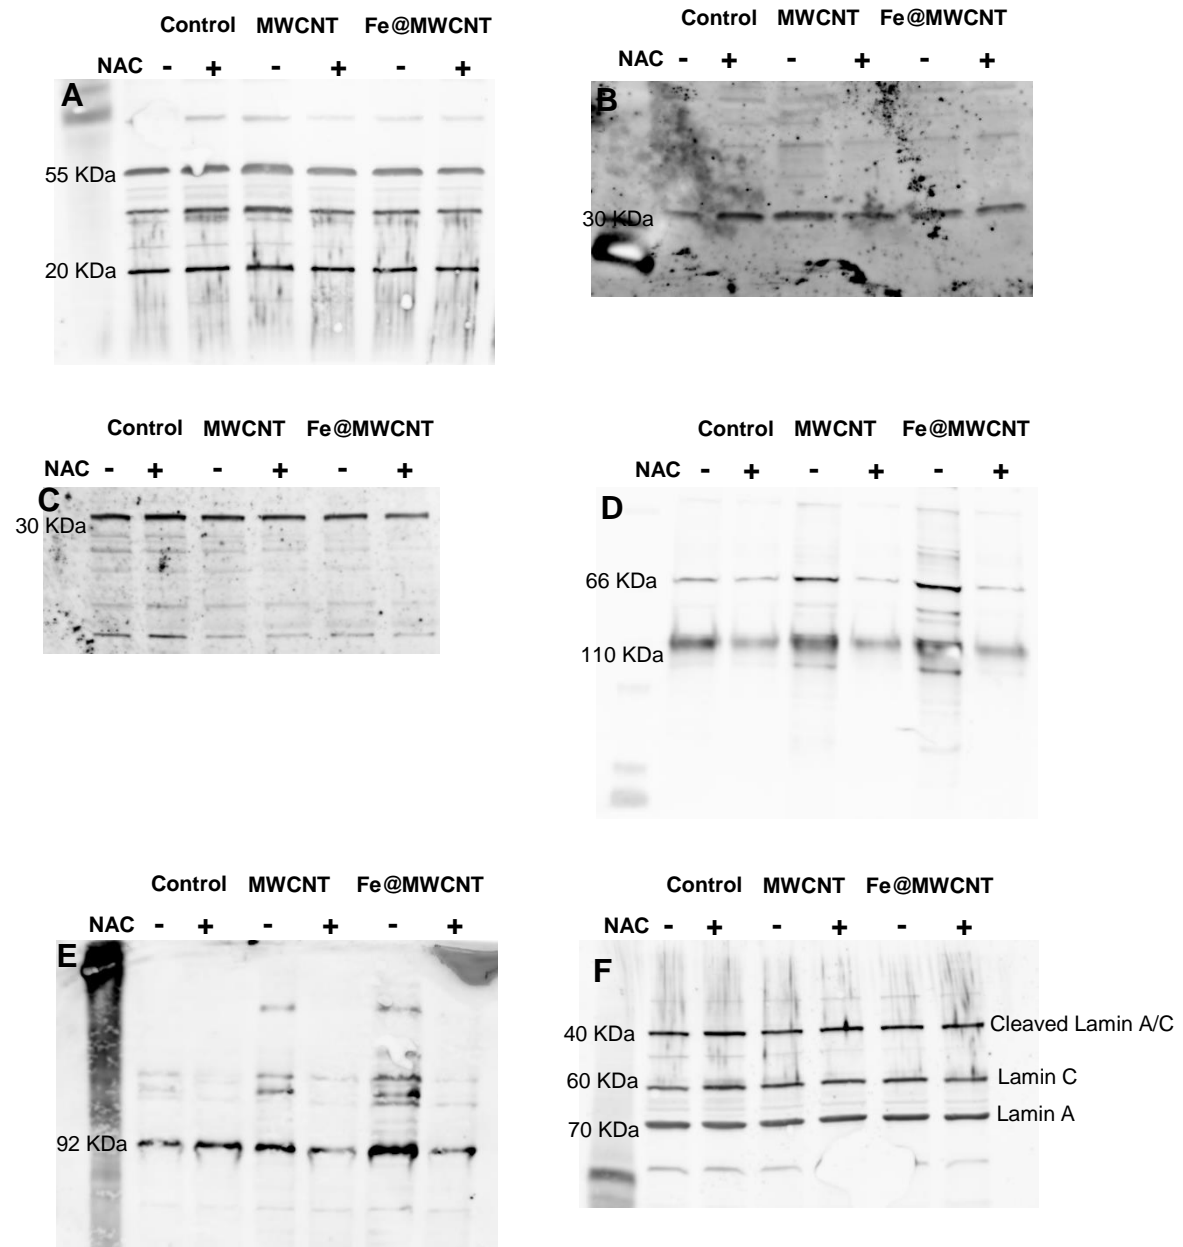 Control MWCNT Fe@MWCNT
NAC - + - + - +
A
55 KDa
20 KDa
Control MWCNT Fe@MWCNT
NAC - + - + - +
B
30 KDa
Control MWCNT Fe@MWCNT
NAC - + - + - +
C
30 KDa
Control MWCNT Fe@MWCNT
NAC - + - + - +
D
66 KDa
110 KDa
Control MWCNT Fe@MWCNT
NAC - + - + - +
E
92 KDa
Control MWCNT Fe@MWCNT
NAC - + - + - +
F
40 KDa Cleaved Lamin A/C
60 KDa Lamin C
70 KDa Lamin A